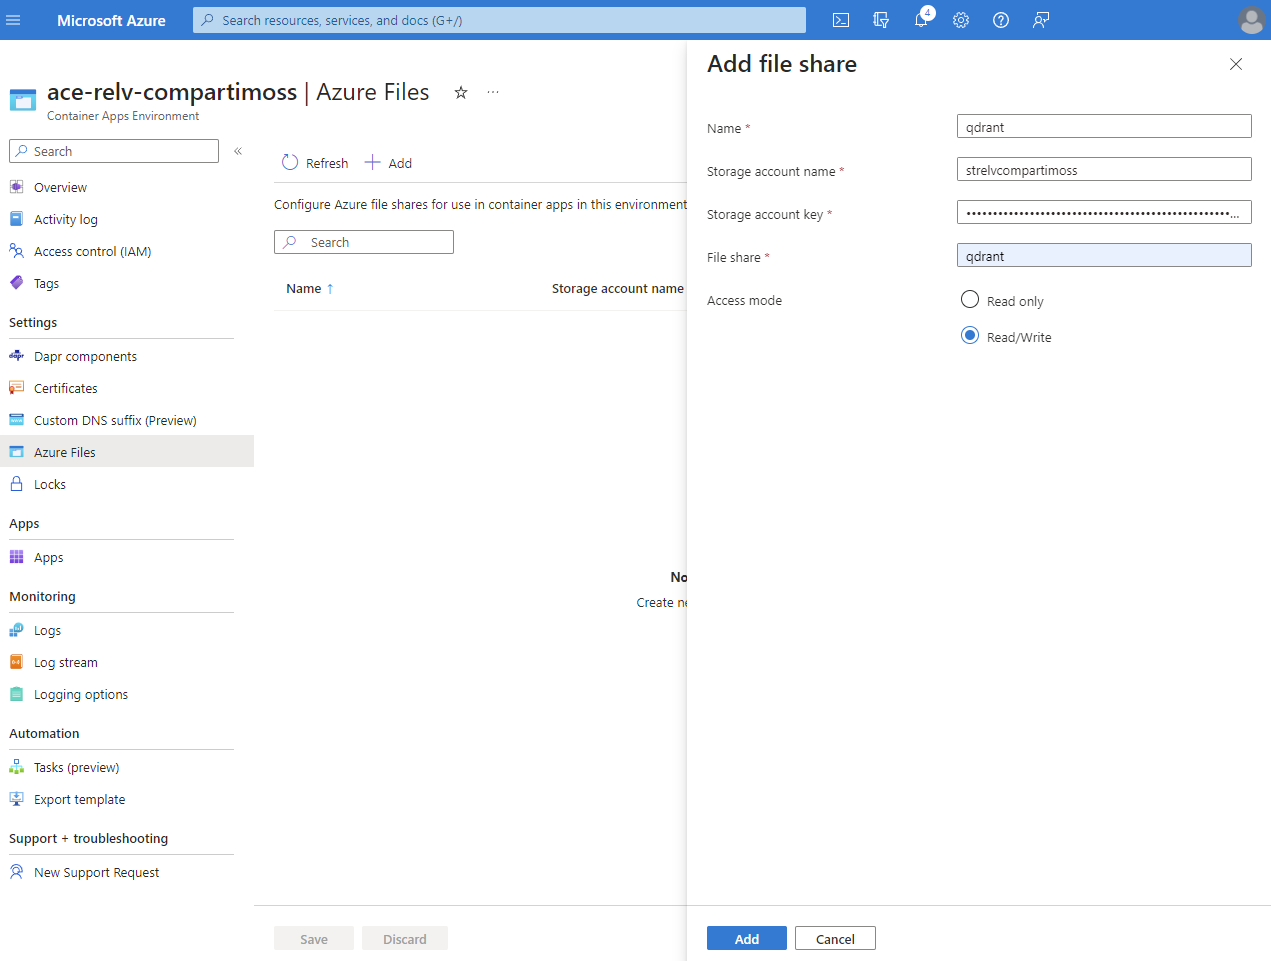 Microsoft Azure
Search resources, services, and docs (G+/)
4
ace-relv-compartimoss | Azure Files
Container Apps Environment
Search
Overview
Activity log
Access control (IAM)
Tags
Settings
dapr Dapr components
Certificates
Custom DNS suffix (Preview)
Azure Files
Locks
Apps
Apps
Monitoring
Logs
Log stream
Logging options
Automation
Tasks (preview)
Export template
Support + troubleshooting
New Support Request
Refresh
Add
Configure Azure file shares for use in container apps in this environment
Search
Name ↑
Storage account name
No
Create ne
Save
Discard
Add file share
Name *
qdrant
Storage account name *
strelvcompartimoss
Storage account key *
File share *
qdrant
Access mode
Read only
Read/Write
Add
Cancel